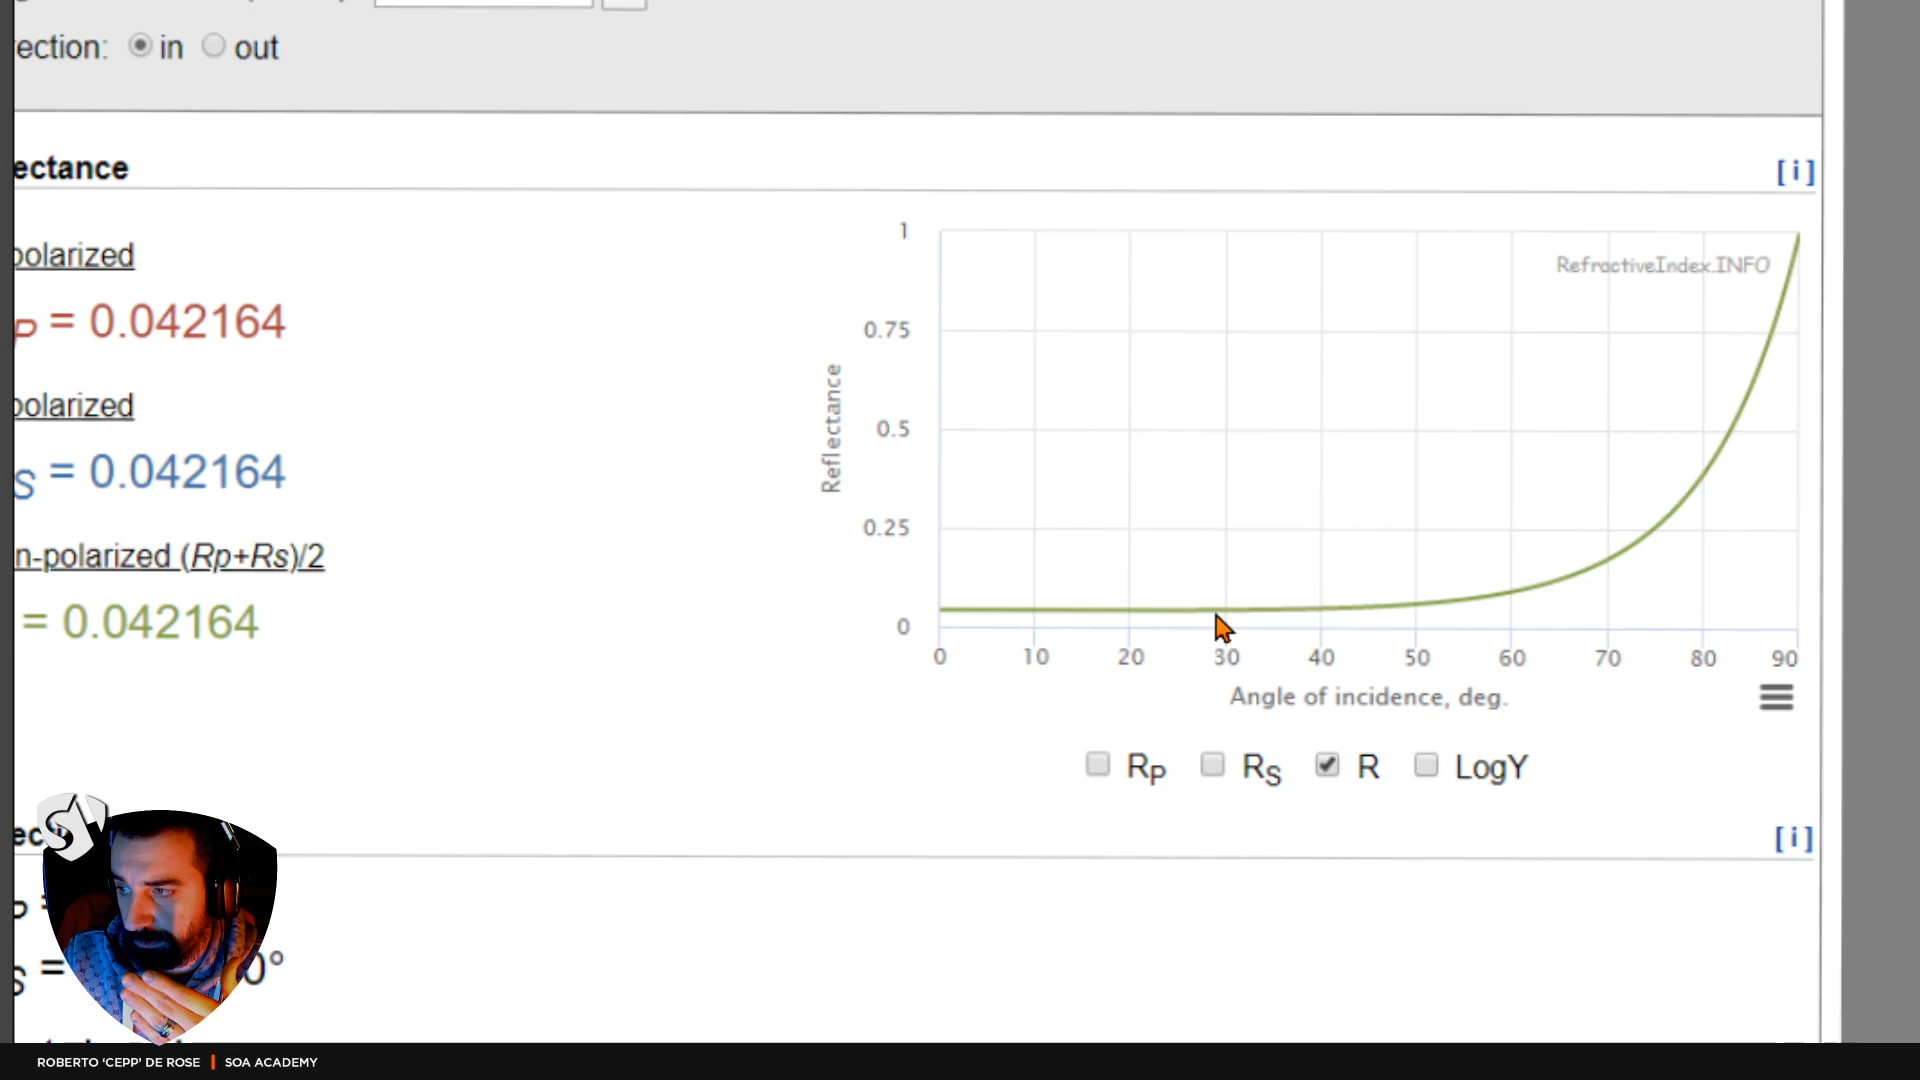 ection: in out
ectance
[ i ]
polarized
P = 0.042164
polarized
S = 0.042164
n-polarized (Rp+Rs)/2
= 0.042164
RefractiveIndex.INFO
1
0.75
0.5
0.25
0
Reflectance
0 10 20 30 40 50 60 70 80 90
Angle of incidence, deg.
RP RS R LogY
[ i ]
S = 0°
ROBERTO ‘CEPP’ DE ROSE | SOA ACADEMY